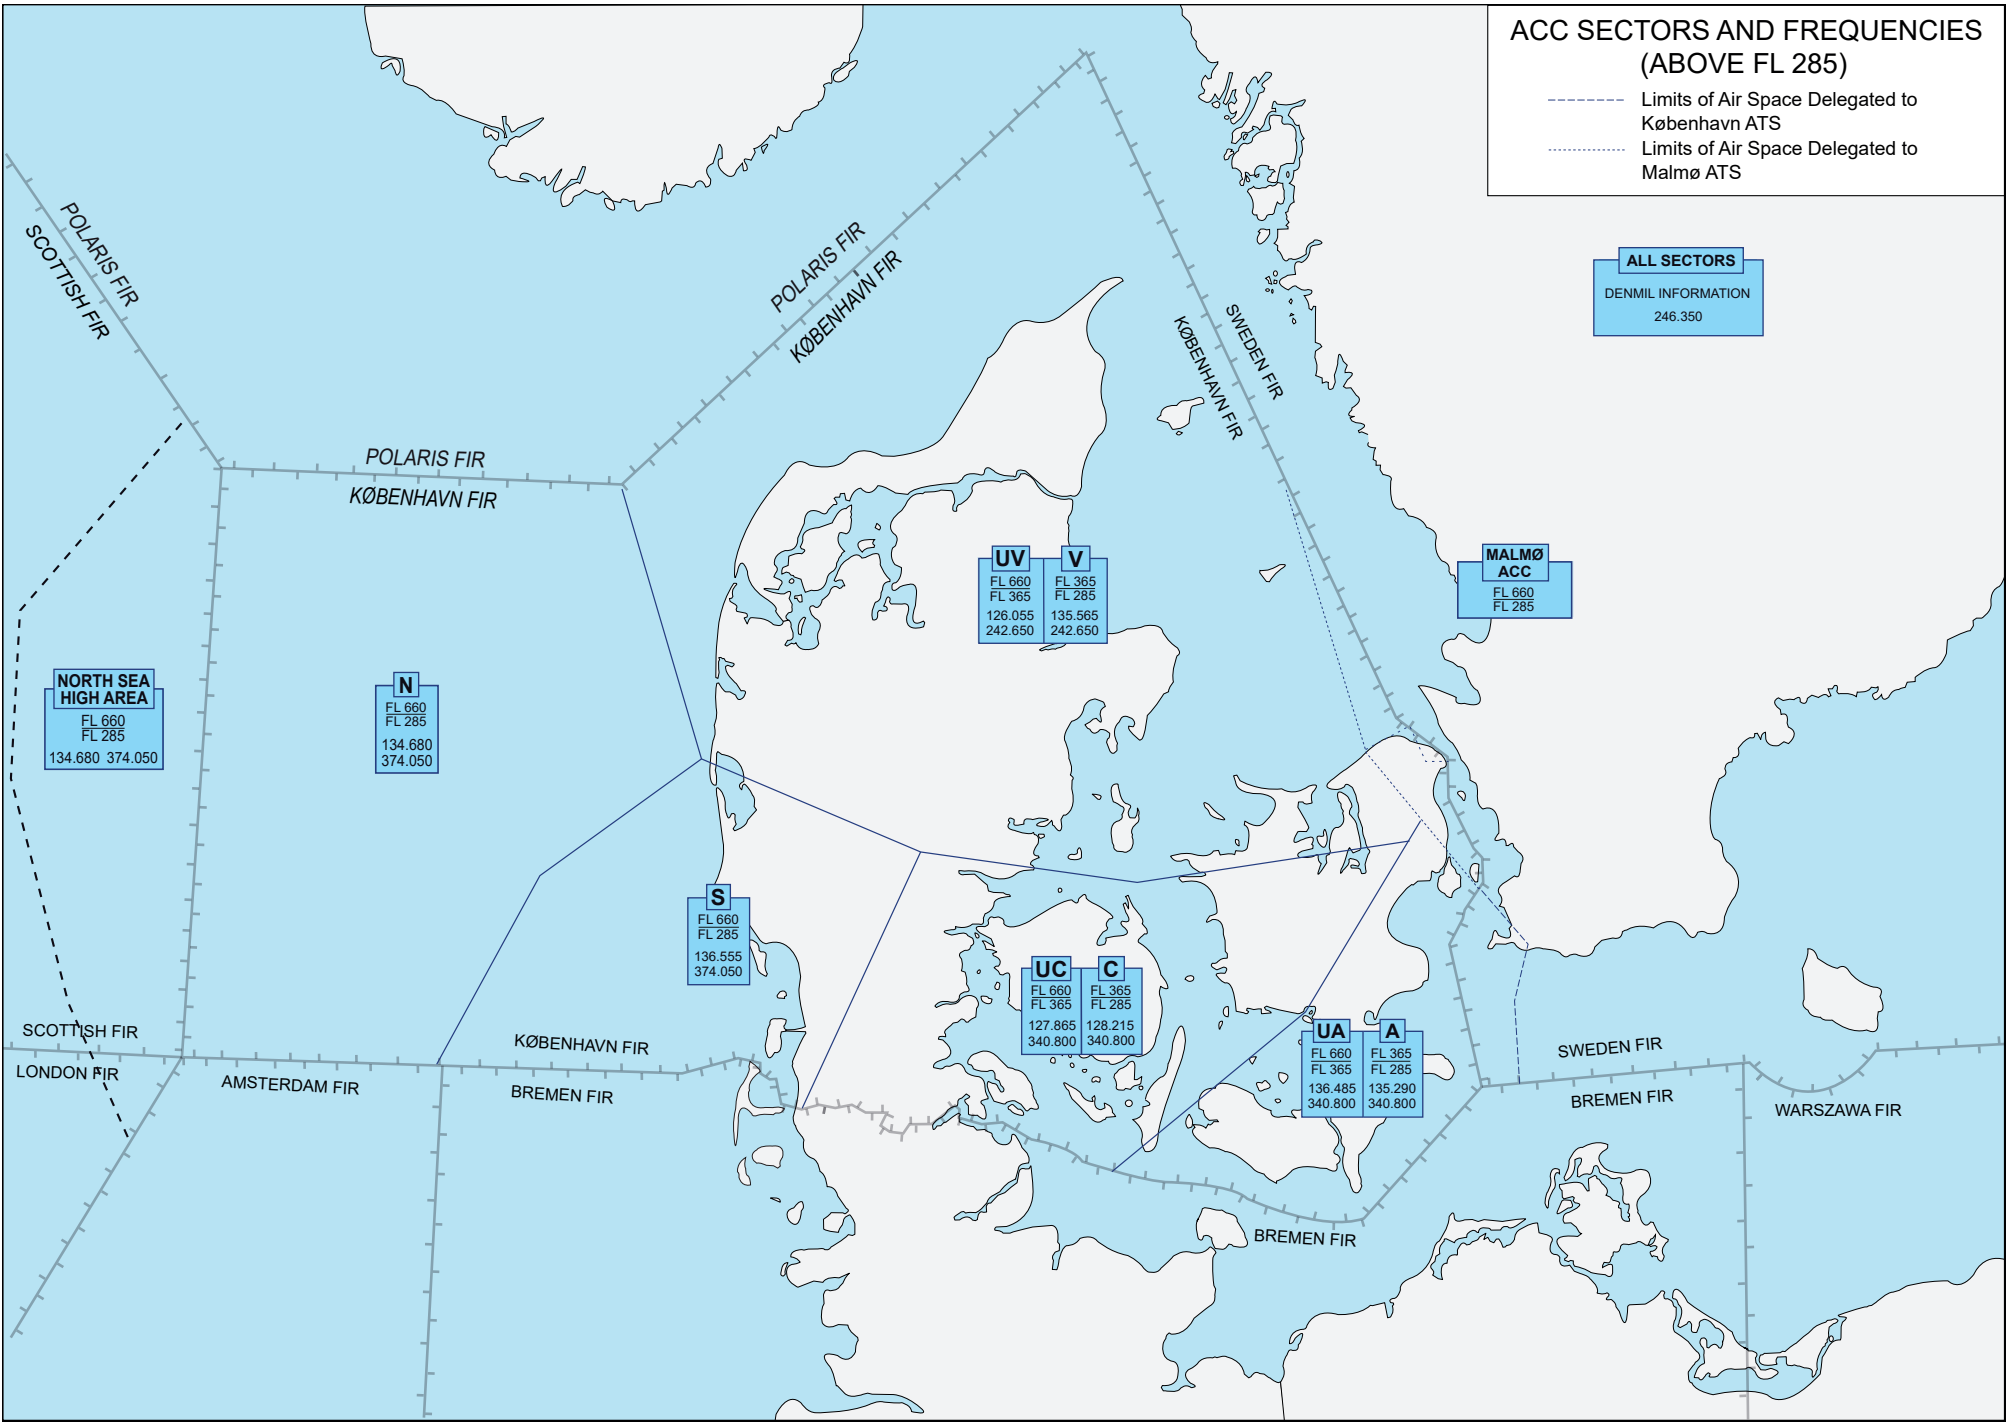 ACC SECTORS AND FREQUENCIES
(ABOVE FL 285)
Limits of Air Space Delegated to
København ATS
Limits of Air Space Delegated to
Malmø ATS
ALL SECTORS
DENMIL INFORMATION
246.350
POLARIS FIR
SCOTTISH FIR
POLARIS FIR
KØBENHAVN FIR
SWEDEN FIR
KØBENHAVN FIR
POLARIS FIR
KØBENHAVN FIR
UV
FL 660
FL 365
126.055
242.650
V
FL 365
FL 285
135.565
242.650
MALMØ
ACC
FL 660
FL 285
NORTH SEA
HIGH AREA
FL 660
FL 285
134.680 374.050
N
FL 660
FL 285
134.680
374.050
S
FL 660
FL 285
136.555
374.050
UC
FL 660
FL 365
127.865
340.800
C
FL 365
FL 285
128.215
340.800
UA
FL 660
FL 365
136.485
340.800
A
FL 365
FL 285
135.290
340.800
SCOTTISH FIR
LONDON FIR
AMSTERDAM FIR
KØBENHAVN FIR
BREMEN FIR
SWEDEN FIR
BREMEN FIR
WARSZAWA FIR
BREMEN FIR